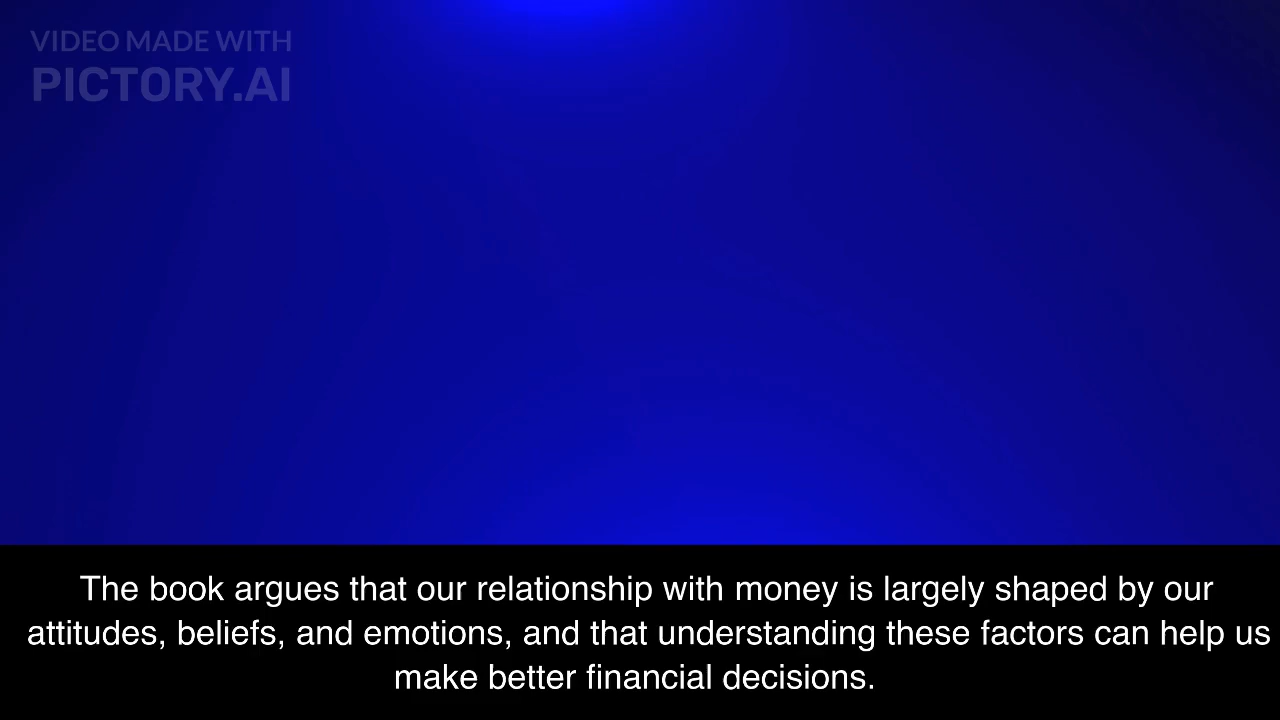 VIDEO MADE WITH
PICTORY.AI
The book argues that our relationship with money is largely shaped by our
attitudes, beliefs, and emotions, and that understanding these factors can help us
make better financial decisions.